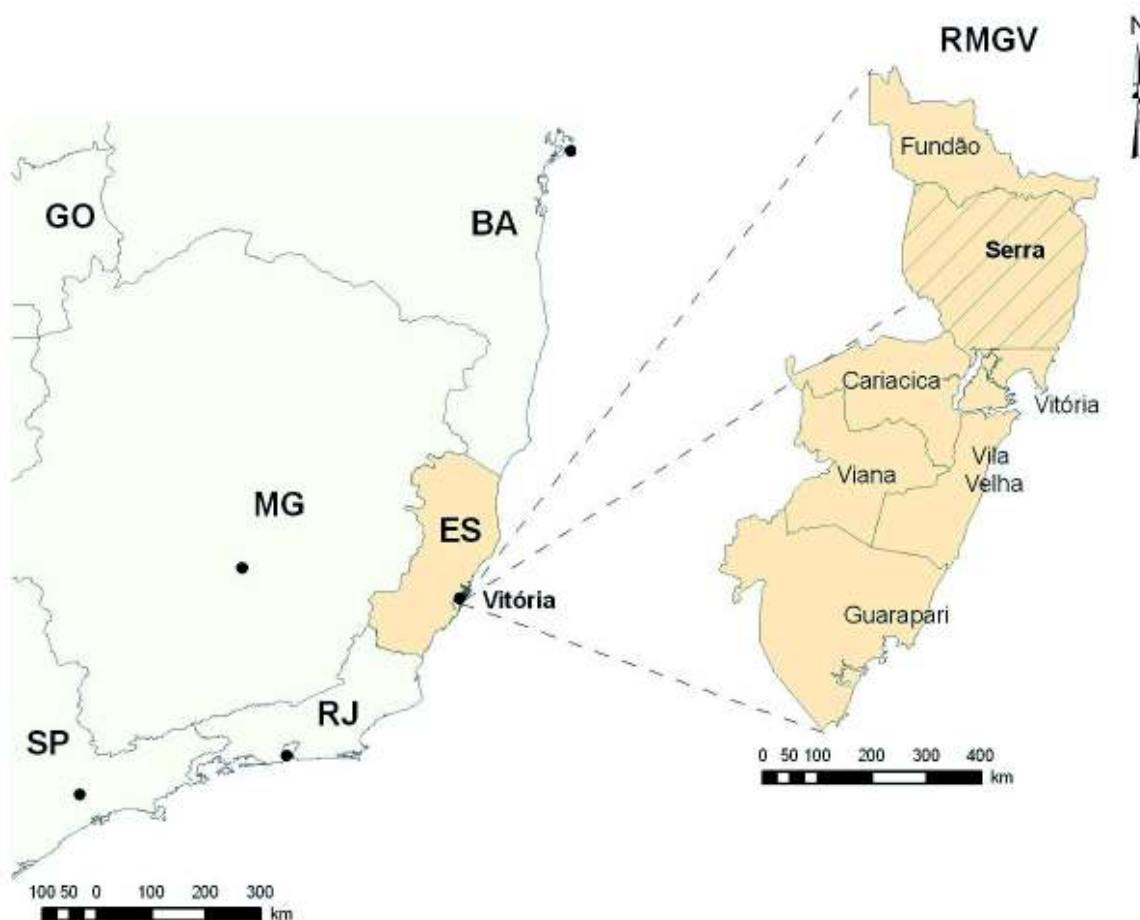 RMGV
N
Fundão
Serra
Cariacica
Vitória
Viana
Vila
Velha
Guarapari
0 50 100 200 300 400
km
GO
BA
MG
ES
Vitória
RJ
SP
100 50 0 100 200 300
km